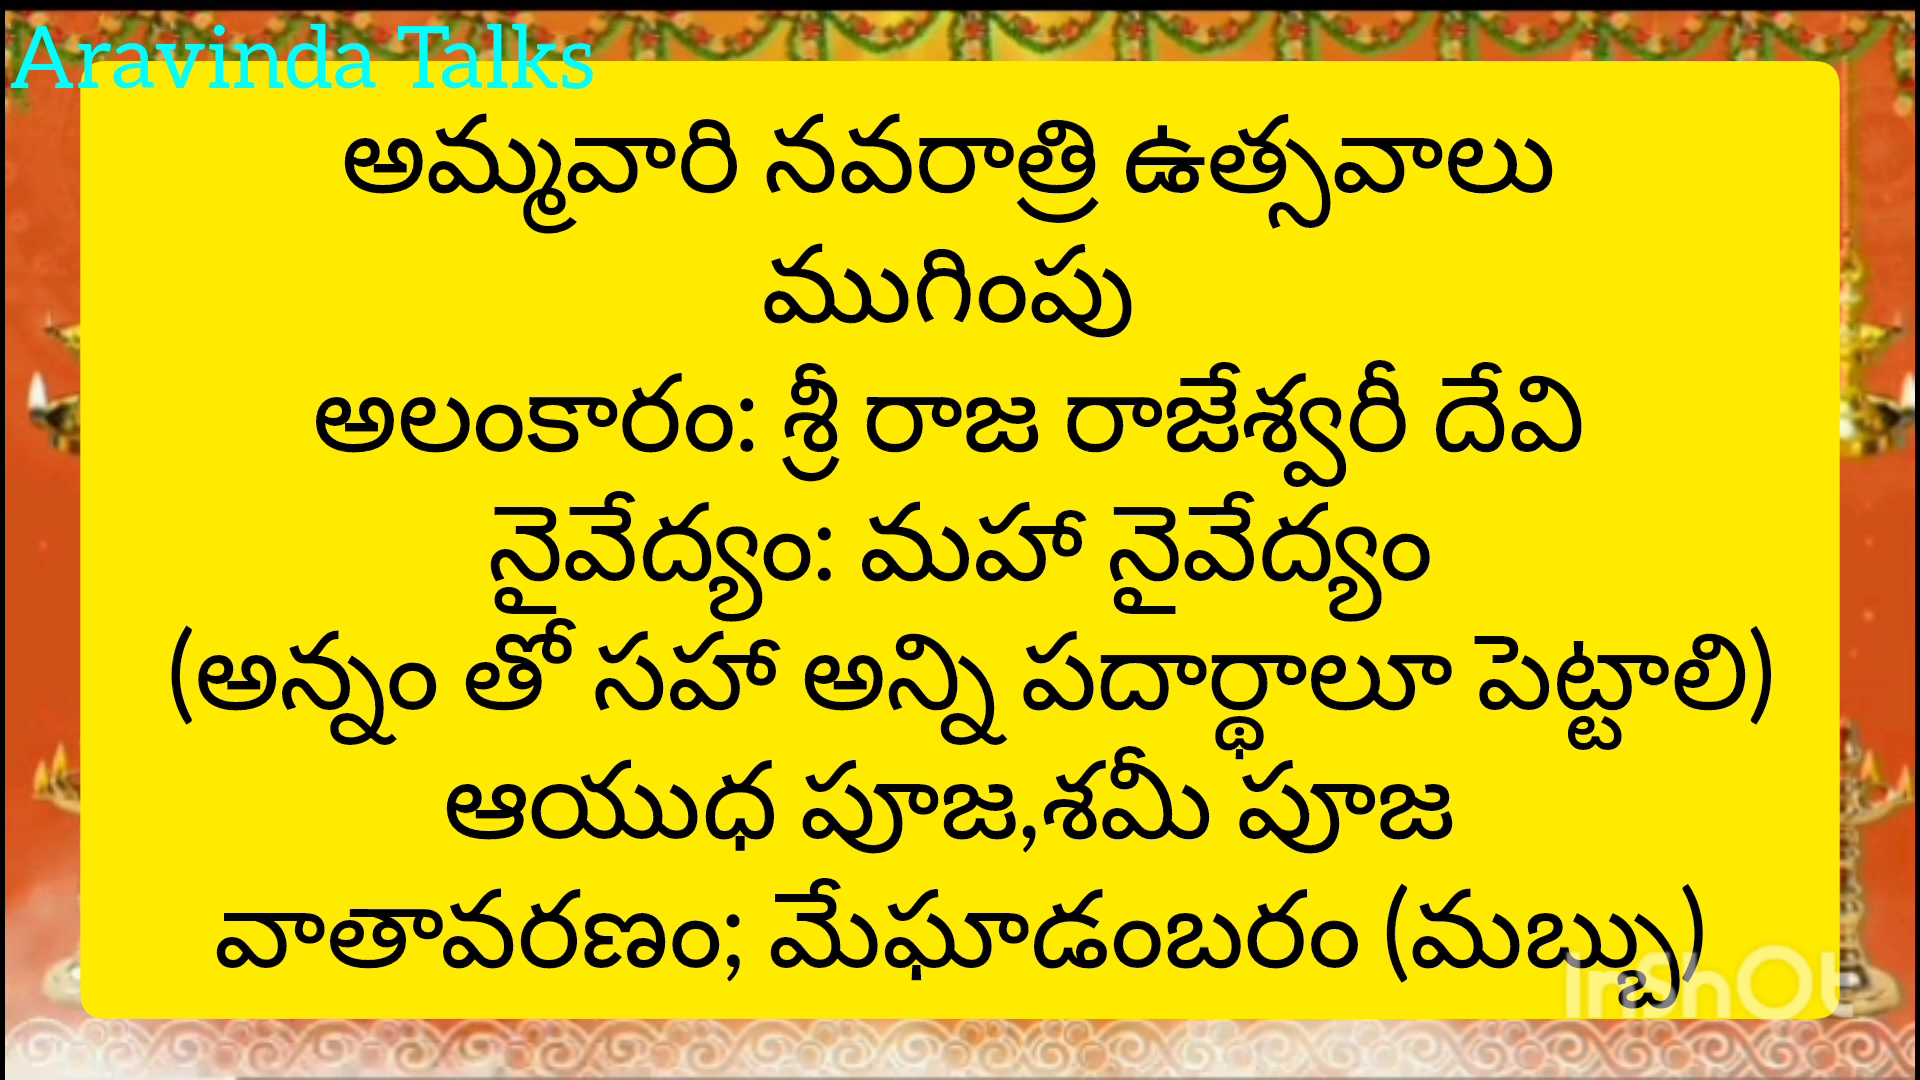 Aravinda Talks
అమ్మవారి నవరాత్రి ఉత్సవాలు
ముగింపు
అలంకారం: శ్రీ రాజ రాజేశ్వరీ దేవి
నైవేద్యం: మహా నైవేద్యం
(అన్నం తో సహా అన్ని పదార్థాలూ పెట్టాలి)
ఆయుధ పూజ,శమీ పూజ
వాతావరణం; మేఘాడంబరం (మబ్బు)
InShOt